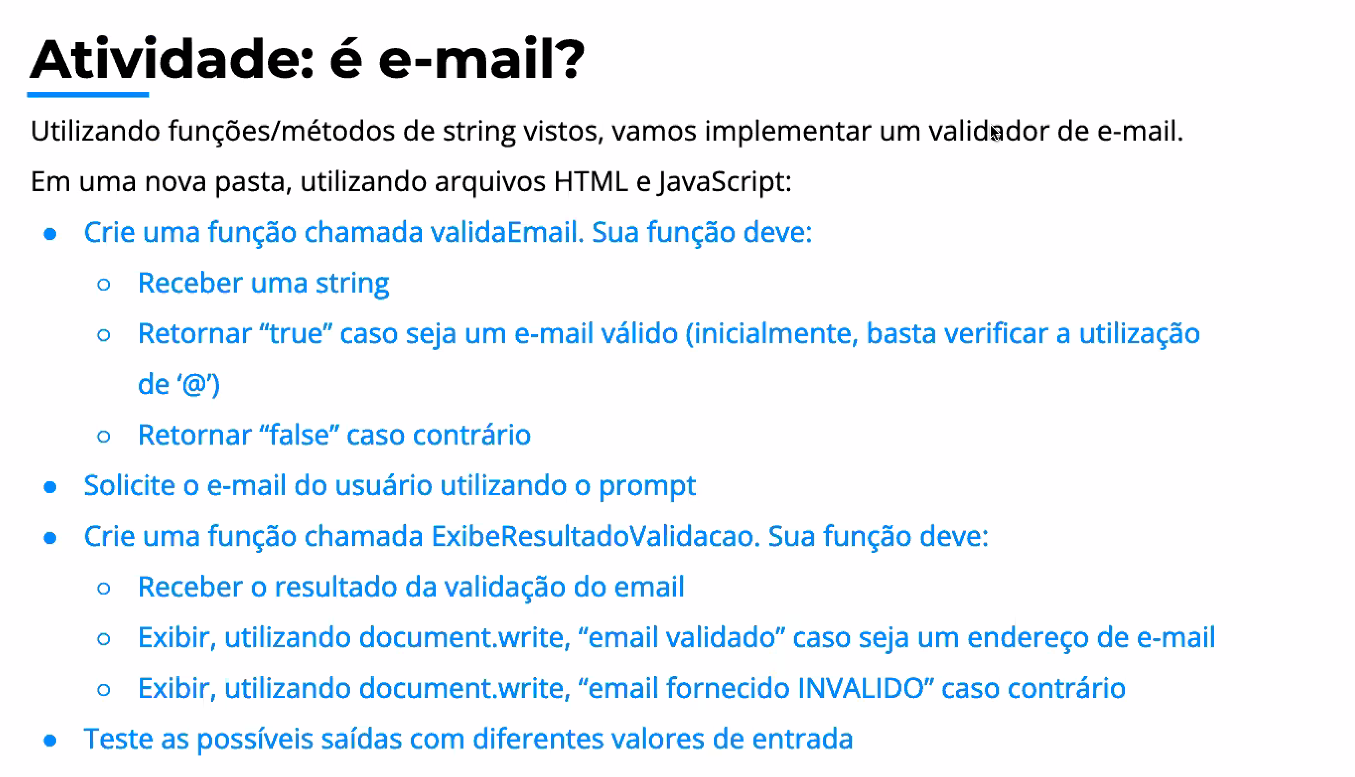 Atividade: é e-mail?
Utilizando funções/métodos de string vistos, vamos implementar um validador de e-mail.
Em uma nova pasta, utilizando arquivos HTML e JavaScript:
● Crie uma função chamada validaEmail. Sua função deve:
○ Receber uma string
○ Retornar “true” caso seja um e-mail válido (inicialmente, basta verificar a utilização
de ‘@’)
○ Retornar “false” caso contrário
● Solicite o e-mail do usuário utilizando o prompt
● Crie uma função chamada ExibeResultadoValidacao. Sua função deve:
○ Receber o resultado da validação do email
○ Exibir, utilizando document.write, “email validado” caso seja um endereço de e-mail
○ Exibir, utilizando document.write, “email fornecido INVALIDO” caso contrário
● Teste as possíveis saídas com diferentes valores de entrada